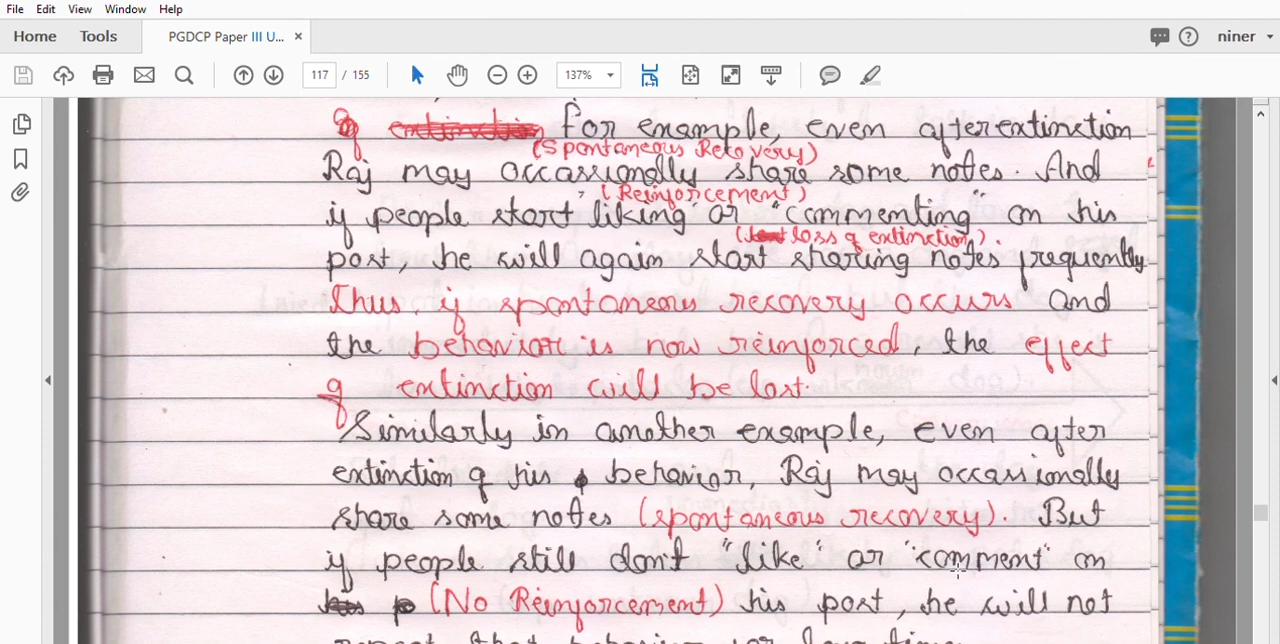 File Edit View Window Help
Home Tools PGDCP Paper III U... × niner
117 / 155 137%
for example, even after extinction
(Spontaneous Recovery)
Raj may occassionally share some notes. And
(Reinforcement)
if people start "liking" or "commenting" on his
(loss of extinction).
post, he will again start sharing notes frequently
Thus, if spontaneous recovery occurs and
the behavior is now reinforced, the effect
of extinction will be lost.
Similarly in another example, even after
extinction of his behavior, Raj may occassionally
share some notes (spontaneous recovery). But
if people still don't "like" or "comment" on
(No Reinforcement) his post, he will not